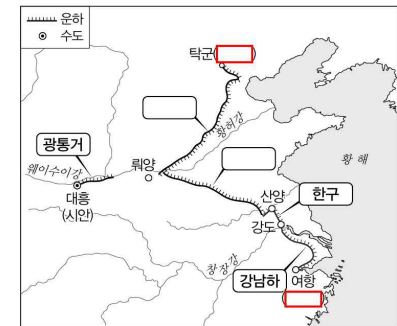 운하
수도
탁군(      )
황허강
광통거
웨이수이강
뤄양
대흥
(시안)
황해
산양
한구
강도
창장강
강남하
여항